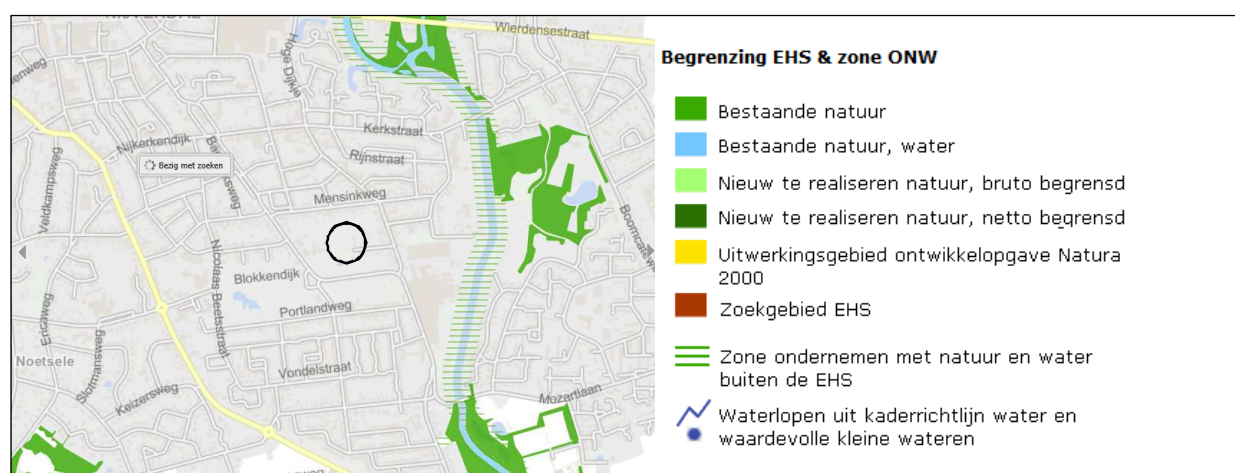 NIJVERDAL
Wierdensestraat
Hoge Dijkje
Kerkstraat
Nijkerkendijk
Rijnstraat
Bezig met zoeken
Mensinkweg
Veldkampsweg
Nicolaas Beetsstraat
Blokkendijk
Portlandweg
Ericaweg
Noetsele
Slotmansweg
Keizersweg
Vondelstraat
Mozartlaan
Begrenzing EHS & zone ONW
Bestaande natuur
Bestaande natuur, water
Nieuw te realiseren natuur, bruto begrensd
Nieuw te realiseren natuur, netto begrensd
Uitwerkingsgebied ontwikkelopgave Natura
2000
Zoekgebied EHS
Zone ondernemen met natuur en water
buiten de EHS
Waterlopen uit kaderrichtlijn water en
waardevolle kleine wateren